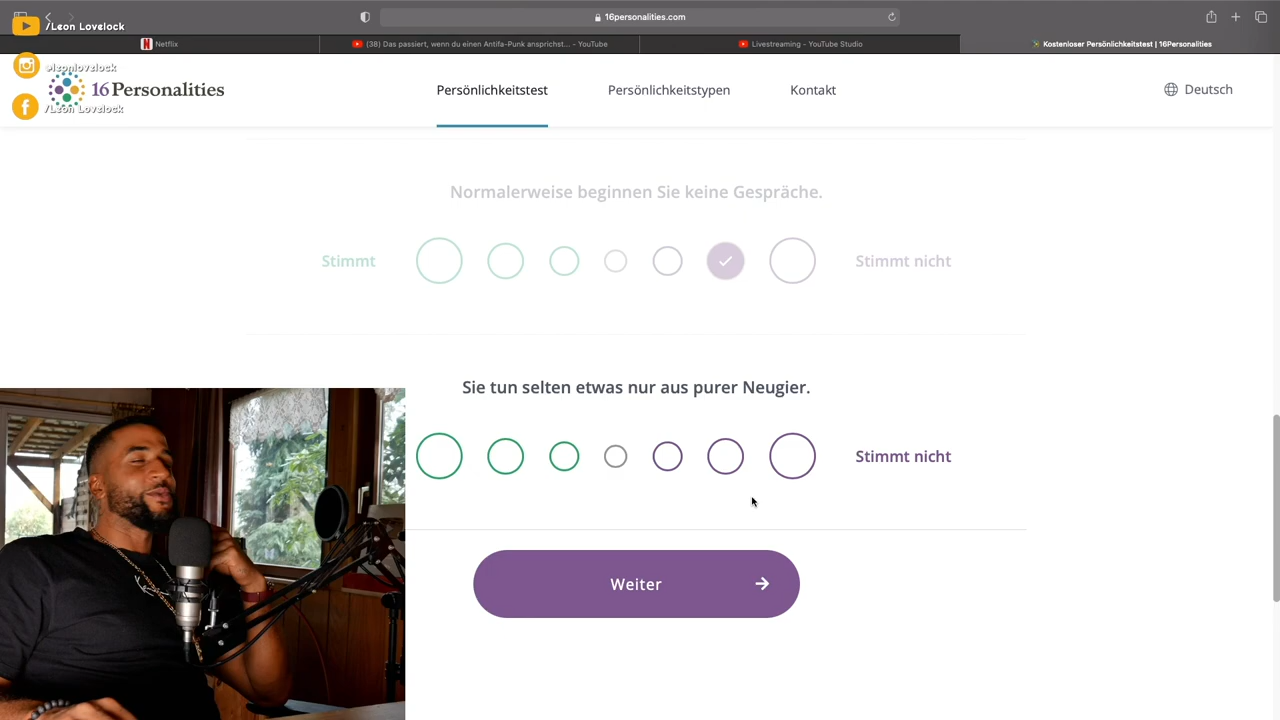 /Leon Lovelock
16personalities.com
Netflix
(38) Das passiert, wenn du einen Antifa-Punk ansprichst... - YouTube
Livestreaming - YouTube Studio
Kostenloser Persönlichkeitstest | 16Personalities
@leonlovelock
/Leon Lovelock
16Personalities
Persönlichkeitstest
Persönlichkeitstypen
Kontakt
Deutsch
Normalerweise beginnen Sie keine Gespräche.
Stimmt
Stimmt nicht
Sie tun selten etwas nur aus purer Neugier.
Stimmt nicht
Weiter